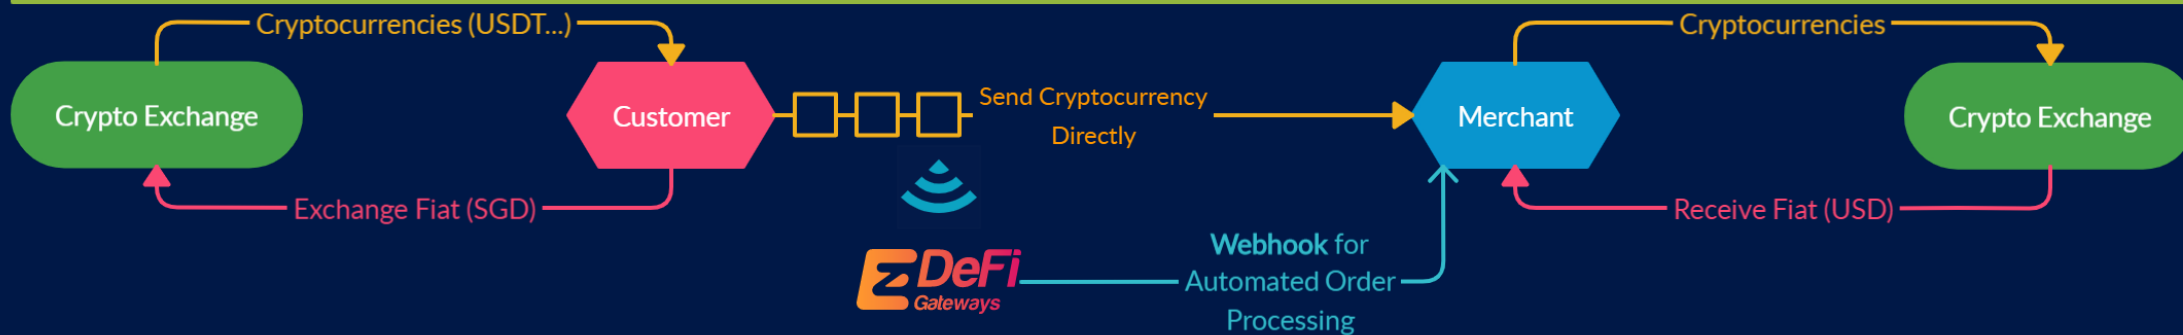 Cryptocurrencies (USDT...)
Cryptocurrencies
Crypto Exchange
Customer
Send Cryptocurrency
Directly
Merchant
Crypto Exchange
Exchange Fiat (SGD)
Receive Fiat (USD)
ezDeFi
Gateways
Webhook for
Automated Order
Processing